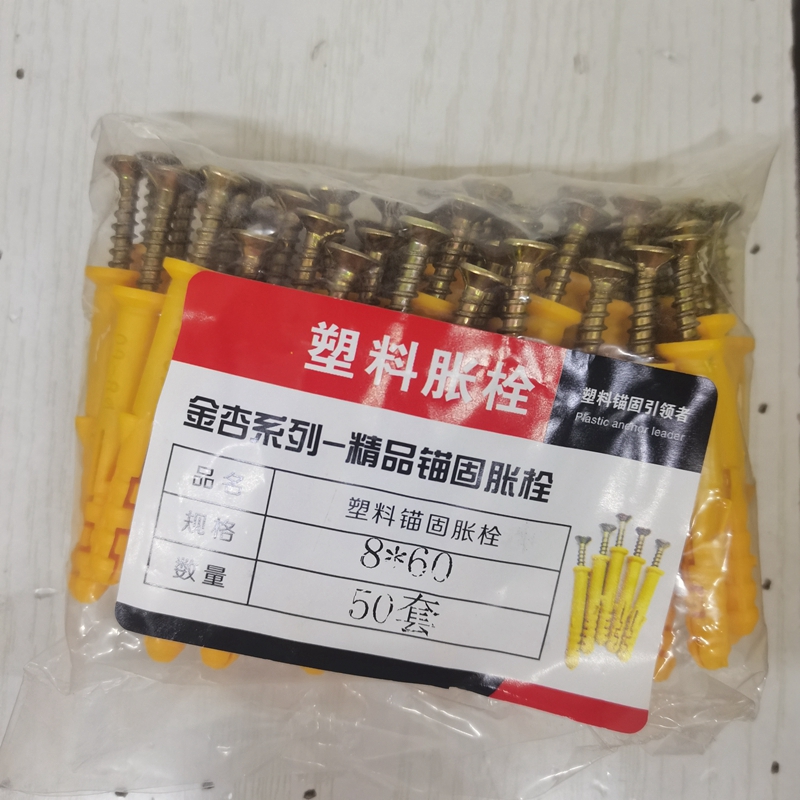 塑料胀栓
塑料锚固引领者
Plastic anchor leader
金杏系列-精品锚固胀栓
品名 塑料锚固胀栓
规格 8*60
数量 50套